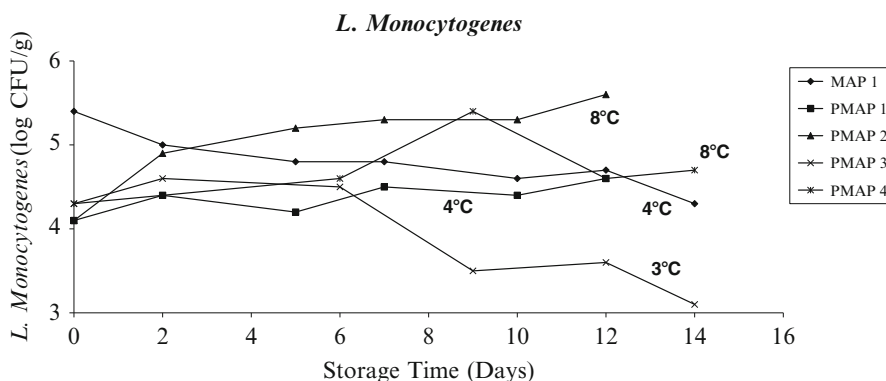 L. Monocytogenes
L. Monocytogenes (log CFU/g)
6
5
4
3
0 2 4 6 8 10 12 14 16
Storage Time (Days)
8°C
8°C
4°C
4°C
3°C
MAP 1
PMAP 1
PMAP 2
PMAP 3
PMAP 4